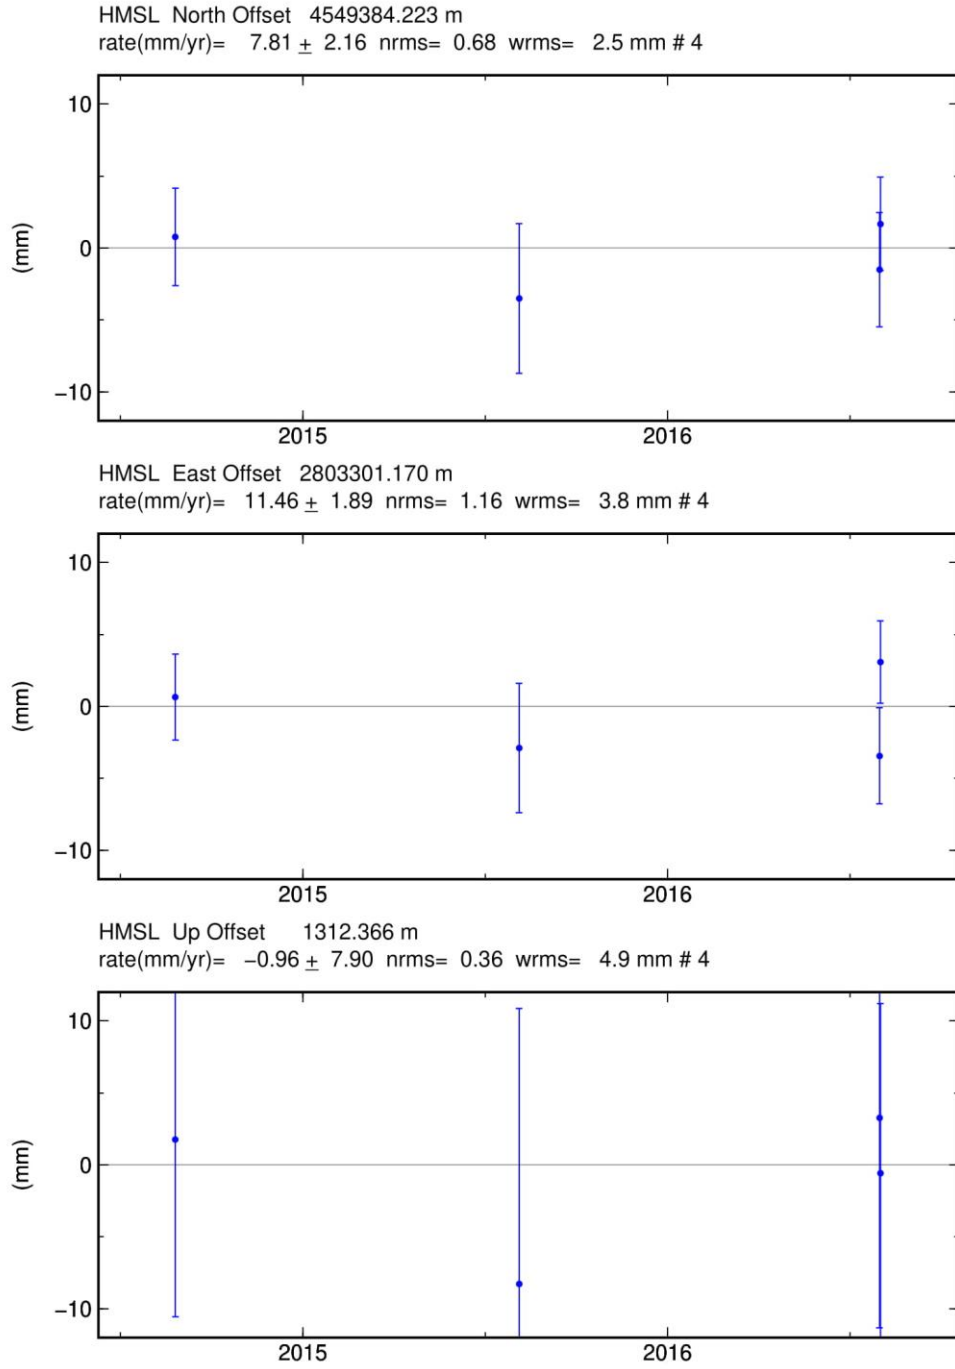 HMSL North Offset 4549384.223 m
rate(mm/yr)= 7.81 ± 2.16 nrms= 0.68 wrms= 2.5 mm # 4
10
0
−10
(mm)
2015 2016
HMSL East Offset 2803301.170 m
rate(mm/yr)= 11.46 ± 1.89 nrms= 1.16 wrms= 3.8 mm # 4
10
0
−10
(mm)
2015 2016
HMSL Up Offset 1312.366 m
rate(mm/yr)= −0.96 ± 7.90 nrms= 0.36 wrms= 4.9 mm # 4
10
0
−10
(mm)
2015 2016